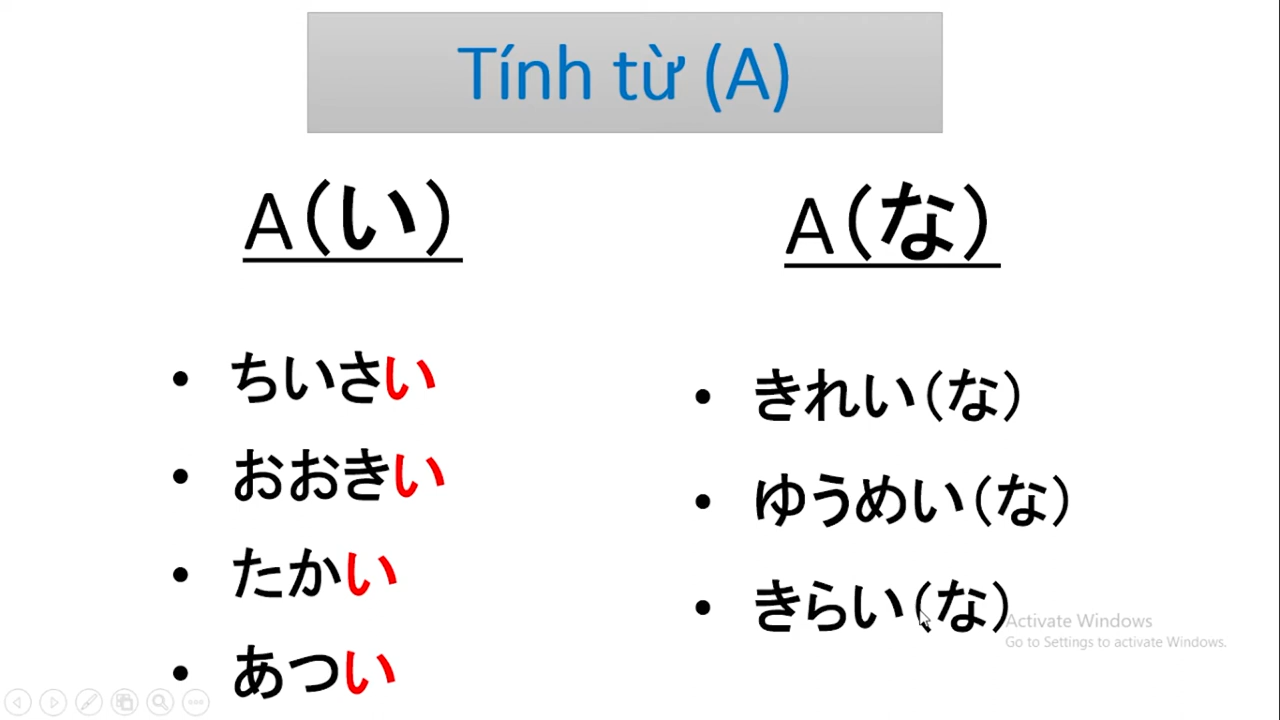 Tính từ (A)
A(い)
A(な)
• ちいさい
• おおきい
• たかい
• あつい
• きれい(な)
• ゆうめい(な)
• きらい(な)
Activate Windows
Go to Settings to activate Windows.